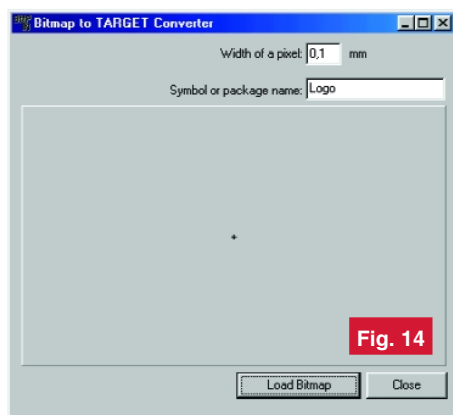 Bitmap to TARGET Converter
Width of a pixel: 0,1 mm
Symbol or package name: Logo
Fig. 14
Load Bitmap Close